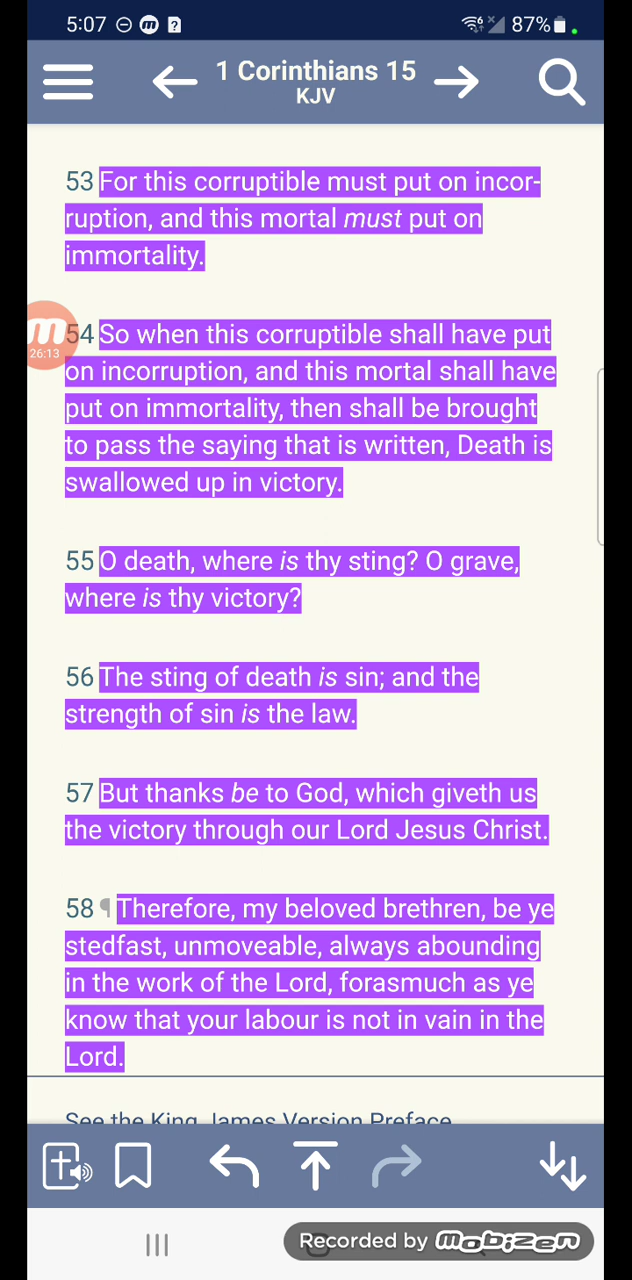 5:07 87%
1 Corinthians 15
KJV
53 For this corruptible must put on incor-
ruption, and this mortal must put on
immortality.
26:13
54 So when this corruptible shall have put
on incorruption, and this mortal shall have
put on immortality, then shall be brought
to pass the saying that is written, Death is
swallowed up in victory.
55 O death, where is thy sting? O grave,
where is thy victory?
56 The sting of death is sin; and the
strength of sin is the law.
57 But thanks be to God, which giveth us
the victory through our Lord Jesus Christ.
58 ¶ Therefore, my beloved brethren, be ye
stedfast, unmoveable, always abounding
in the work of the Lord, forasmuch as ye
know that your labour is not in vain in the
Lord.
See the King James Version Preface
Recorded by mobizen